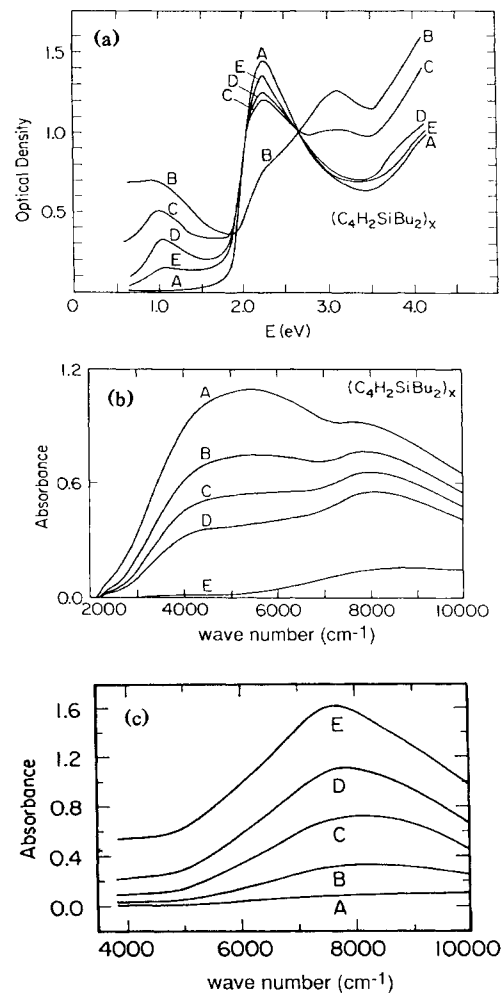 (a)
Optical Density
1.5
1.0
0.5
A
E
D
C
B
B
C
B
C
D
E
A
D
E
A
(C₄H₂SiBu₂)ₓ
0
1.0
2.0
3.0
4.0
E (eV)
(b)
(C₄H₂SiBu₂)ₓ
Absorbance
1.2
0.6
0.0
A
B
C
D
E
2000
4000
6000
8000
10000
wave number (cm⁻¹)
(c)
Absorbance
1.6
1.2
0.8
0.4
0.0
E
D
C
B
A
4000
6000
8000
10000
wave number (cm⁻¹)